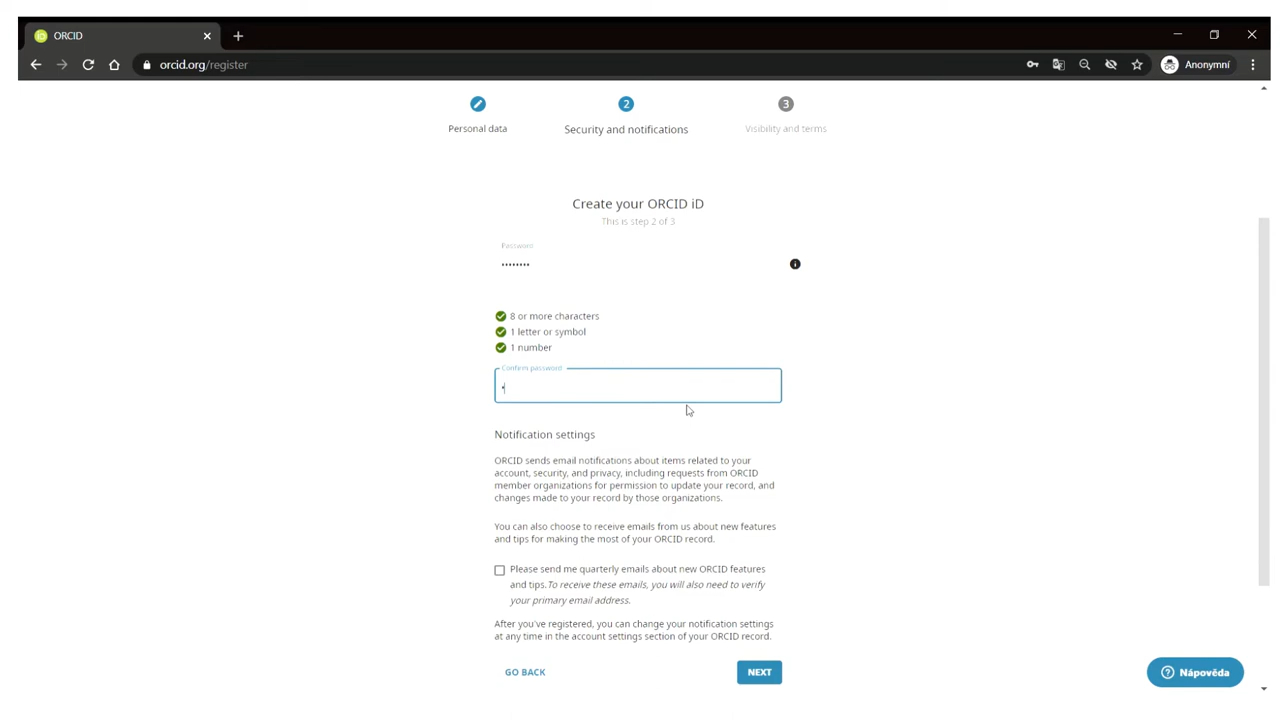 ORCID
orcid.org/register
Anonymní
2
3
Personal data
Security and notifications
Visibility and terms
Create your ORCID iD
This is step 2 of 3
Password
••••••••
8 or more characters
1 letter or symbol
1 number
Confirm password
•
Notification settings
ORCID sends email notifications about items related to your
account, security, and privacy, including requests from ORCID
member organizations for permission to update your record, and
changes made to your record by those organizations.
You can also choose to receive emails from us about new features
and tips for making the most of your ORCID record.
Please send me quarterly emails about new ORCID features
and tips.To receive these emails, you will also need to verify
your primary email address.
After you've registered, you can change your notification settings
at any time in the account settings section of your ORCID record.
GO BACK
NEXT
Nápověda